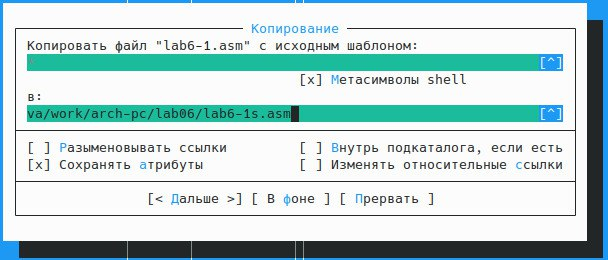 Копирование
Копировать файл "lab6-1.asm" с исходным шаблоном:
[^]
[x] Метасимволы shell
в:
va/work/arch-pc/lab06/lab6-1s.asm [^]
[ ] Разыменовывать ссылки [ ] Внутрь подкаталога, если есть
[x] Сохранять атрибуты [ ] Изменять относительные ссылки
[< Дальше >] [ В фоне ] [ Прервать ]